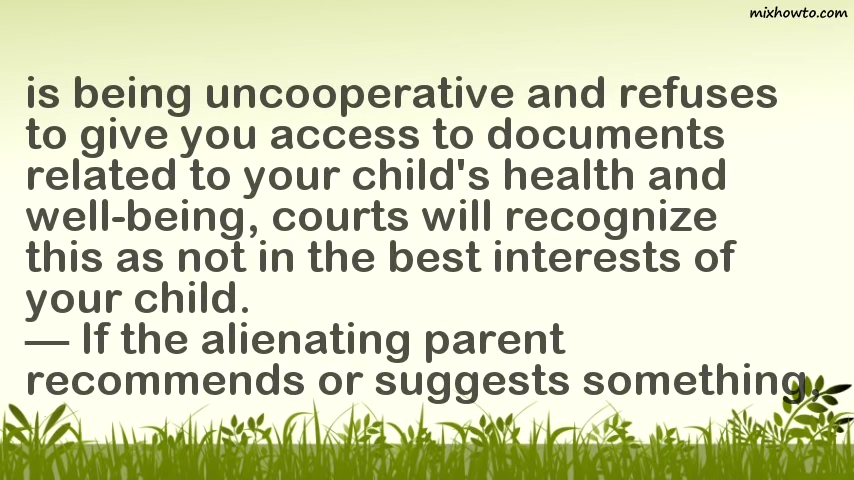 mixhowto.com
is being uncooperative and refuses
to give you access to documents
related to your child's health and
well-being, courts will recognize
this as not in the best interests of
your child.
— If the alienating parent
recommends or suggests something,